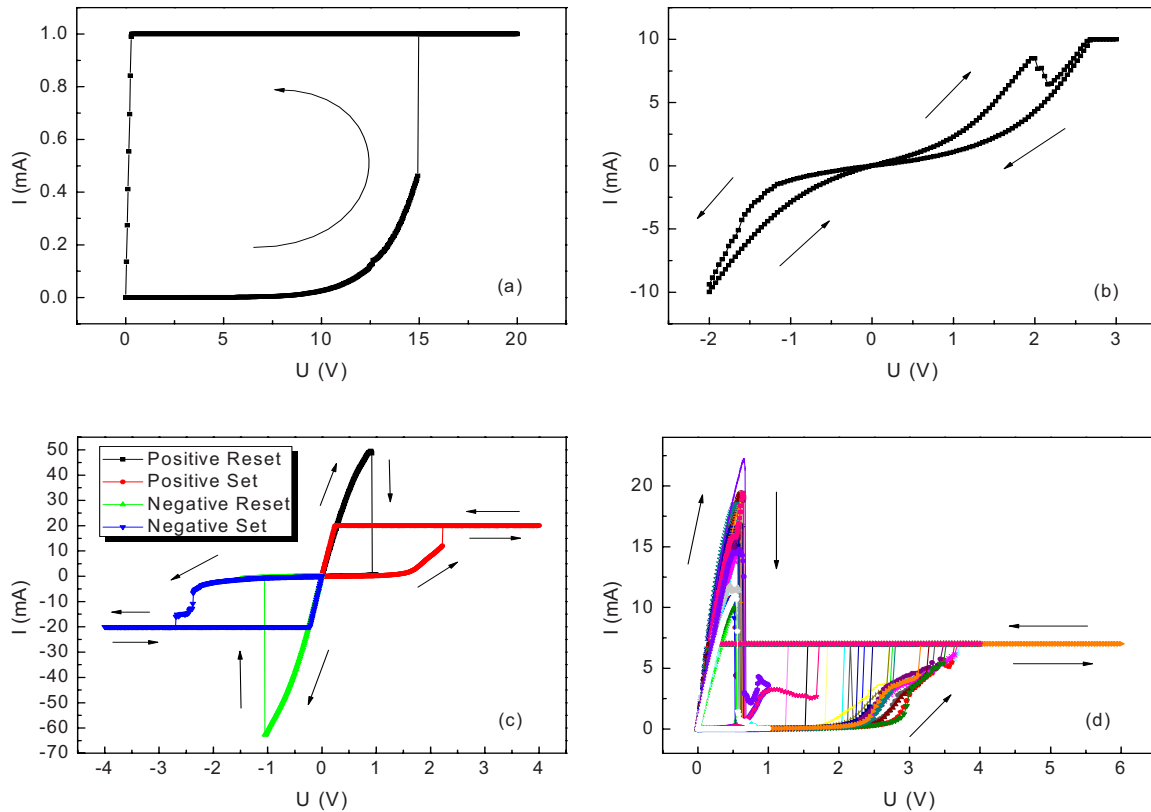 1.0
0.8
0.6
0.4
0.2
0.0
I (mA)
0 5 10 15 20
U (V)
(a)
10
5
0
-5
-10
I (mA)
-2 -1 0 1 2 3
U (V)
(b)
50
40
30
20
10
0
-10
-20
-30
-40
-50
-60
-70
I (mA)
Positive Reset
Positive Set
Negative Reset
Negative Set
-4 -3 -2 -1 0 1 2 3 4
U (V)
(c)
20
15
10
5
0
I (mA)
0 1 2 3 4 5 6
U (V)
(d)